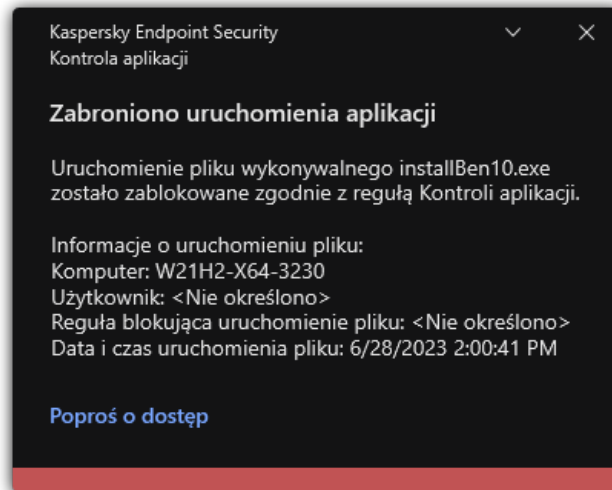 Kaspersky Endpoint Security
Kontrola aplikacji
Zabroniono uruchomienia aplikacji
Uruchomienie pliku wykonywalnego installBen10.exe
zostało zablokowane zgodnie z regułą Kontroli aplikacji.
Informacje o uruchomieniu pliku:
Komputer: W21H2-X64-3230
Użytkownik: <Nie określono>
Reguła blokująca uruchomienie pliku: <Nie określono>
Data i czas uruchomienia pliku: 6/28/2023 2:00:41 PM
Poproś o dostęp